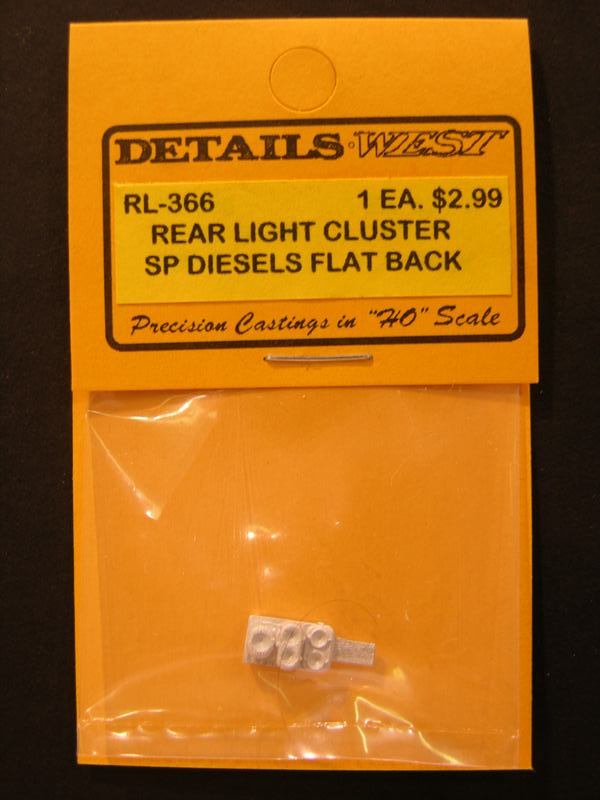 DETAILS WEST
RL-366 1 EA. $2.99
REAR LIGHT CLUSTER
SP DIESELS FLAT BACK
Precision Castings in "HO" Scale